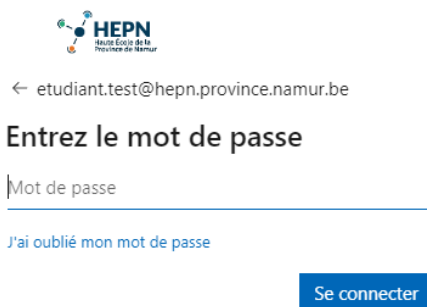 HEPN
Haute École de la
Province de Namur
← etudiant.test@hepn.province.namur.be
Entrez le mot de passe
Mot de passe
J'ai oublié mon mot de passe
Se connecter